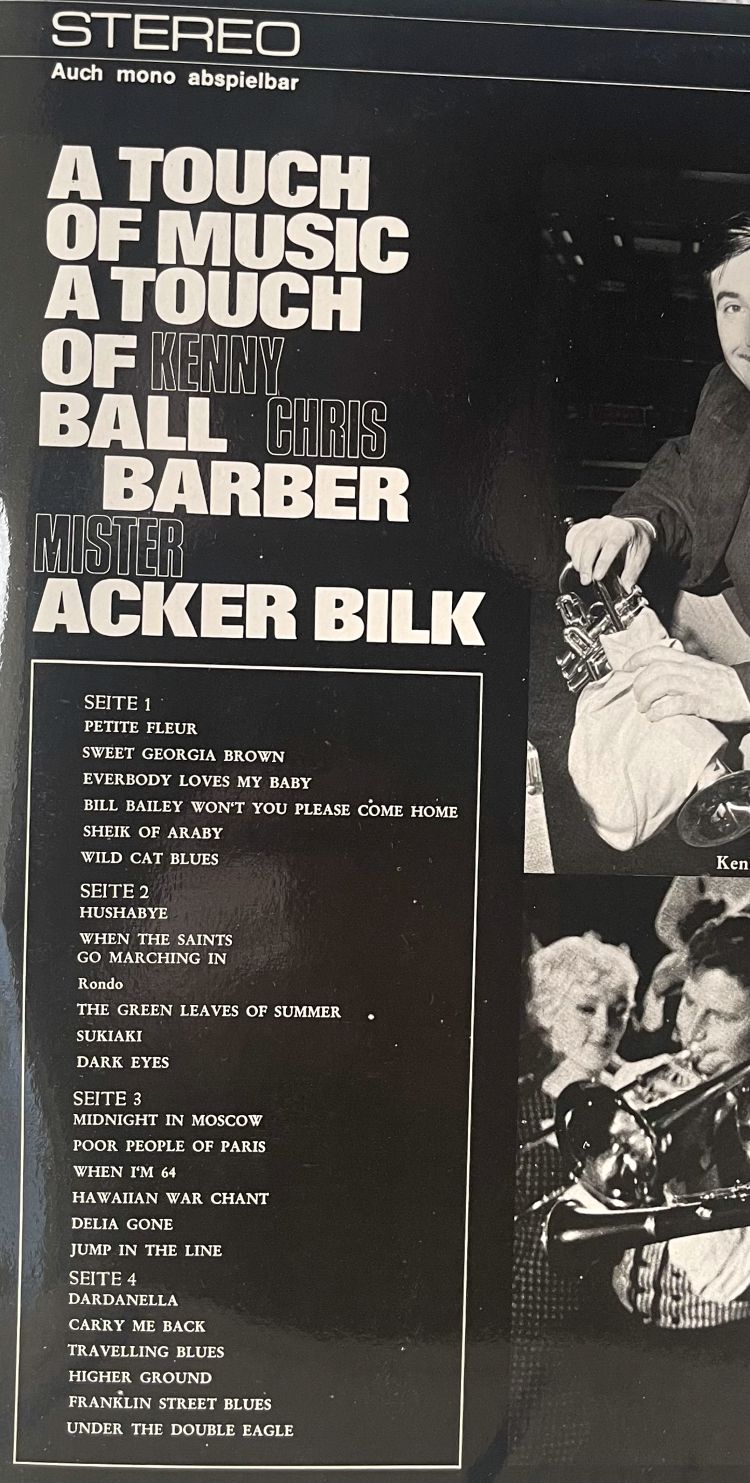 STEREO
Auch mono abspielbar
A TOUCH
OF MUSIC
A TOUCH
OF KENNY
BALL CHRIS
BARBER
MISTER
ACKER BILK
SEITE 1
PETITE FLEUR
SWEET GEORGIA BROWN
EVERBODY LOVES MY BABY
BILL BAILEY WON'T YOU PLEASE COME HOME
SHEIK OF ARABY
WILD CAT BLUES
SEITE 2
HUSHABYE
WHEN THE SAINTS
GO MARCHING IN
Rondo
THE GREEN LEAVES OF SUMMER
SUKIAKI
DARK EYES
SEITE 3
MIDNIGHT IN MOSCOW
POOR PEOPLE OF PARIS
WHEN I'M 64
HAWAIIAN WAR CHANT
DELIA GONE
JUMP IN THE LINE
SEITE 4
DARDANELLA
CARRY ME BACK
TRAVELLING BLUES
HIGHER GROUND
FRANKLIN STREET BLUES
UNDER THE DOUBLE EAGLE
Ken